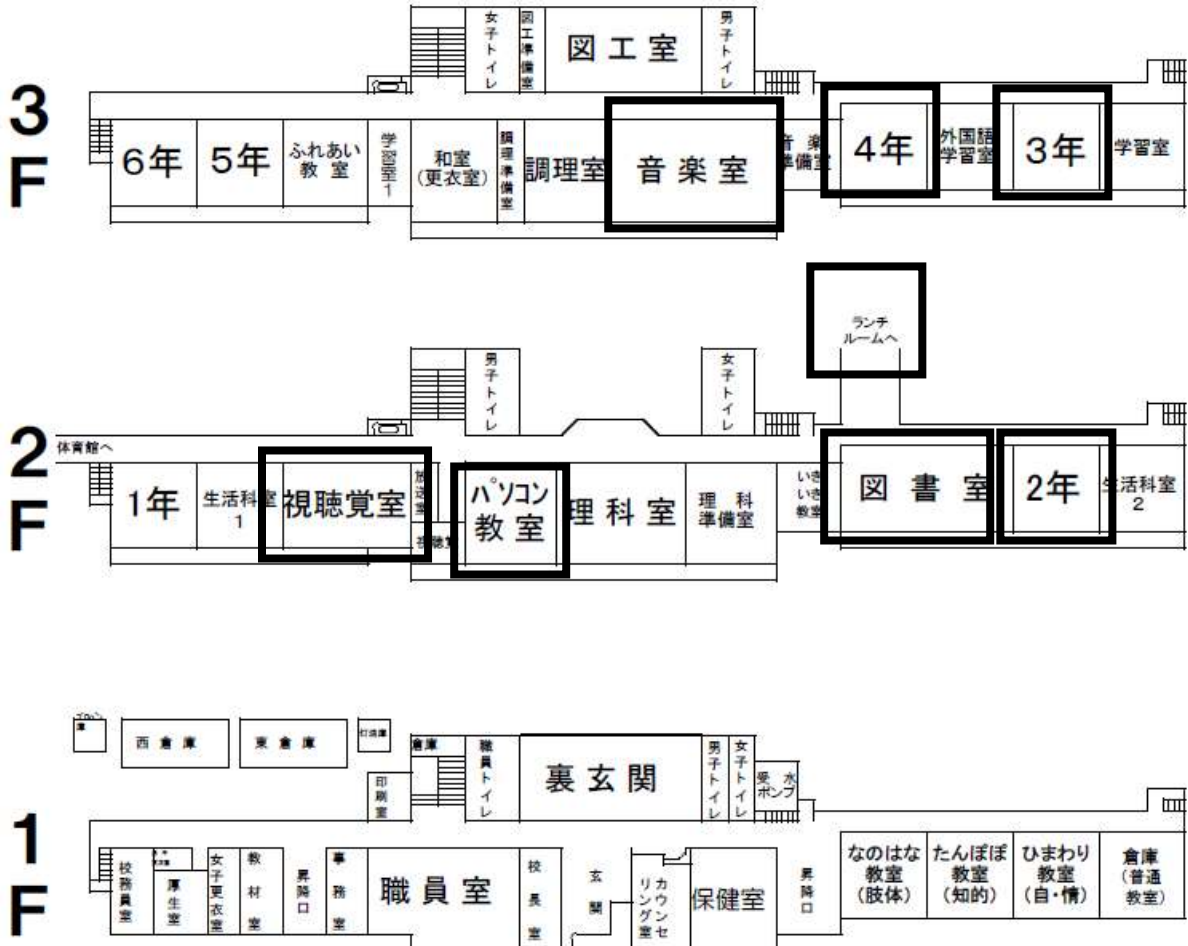 3F
女子トイレ
図工準備室
図工室
男子トイレ
6年
5年
ふれあい
教室
学習室1
和室
(更衣室)
調理準備室
調理室
音楽室
音楽
準備室
4年
外国語
学習室
3年
学習室
ランチ
ルームへ
2F
体育館へ
男子トイレ
女子トイレ
1年
生活科室
1
視聴覚室
放送室
パソコン
教室
理科室
理科
準備室
いき
いき
教室
図書室
2年
生活科室
2
1F
西倉庫
東倉庫
灯油庫
印刷室
倉庫
職員トイレ
裏玄関
男子トイレ
女子トイレ
受水
ポンプ
校務員室
厚生室
女子更衣室
教材室
昇降口
事務室
職員室
校長室
玄関
カウンセ
リング室
保健室
昇降口
なのはな
教室
(肢体)
たんぽぽ
教室
(知的)
ひまわり
教室
(自・情)
倉庫
(普通
教室)